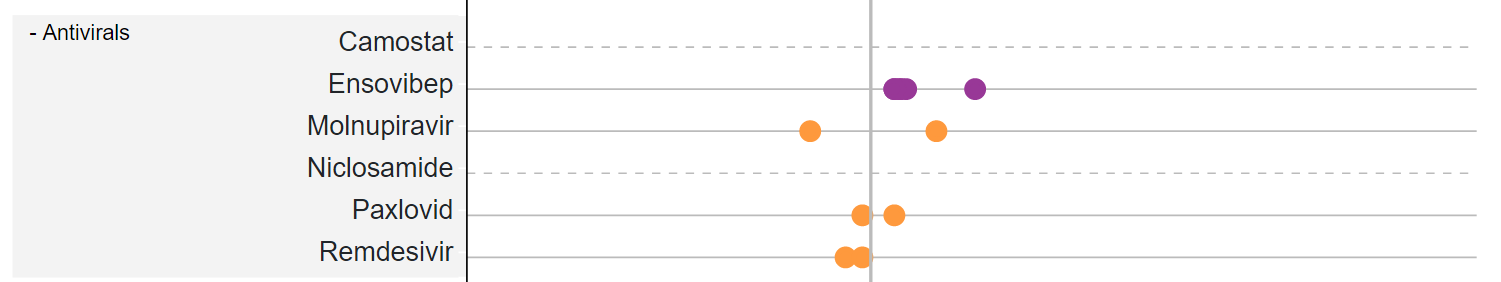 - Antivirals
Camostat
Ensovibep
Molnupiravir
Niclosamide
Paxlovid
Remdesivir